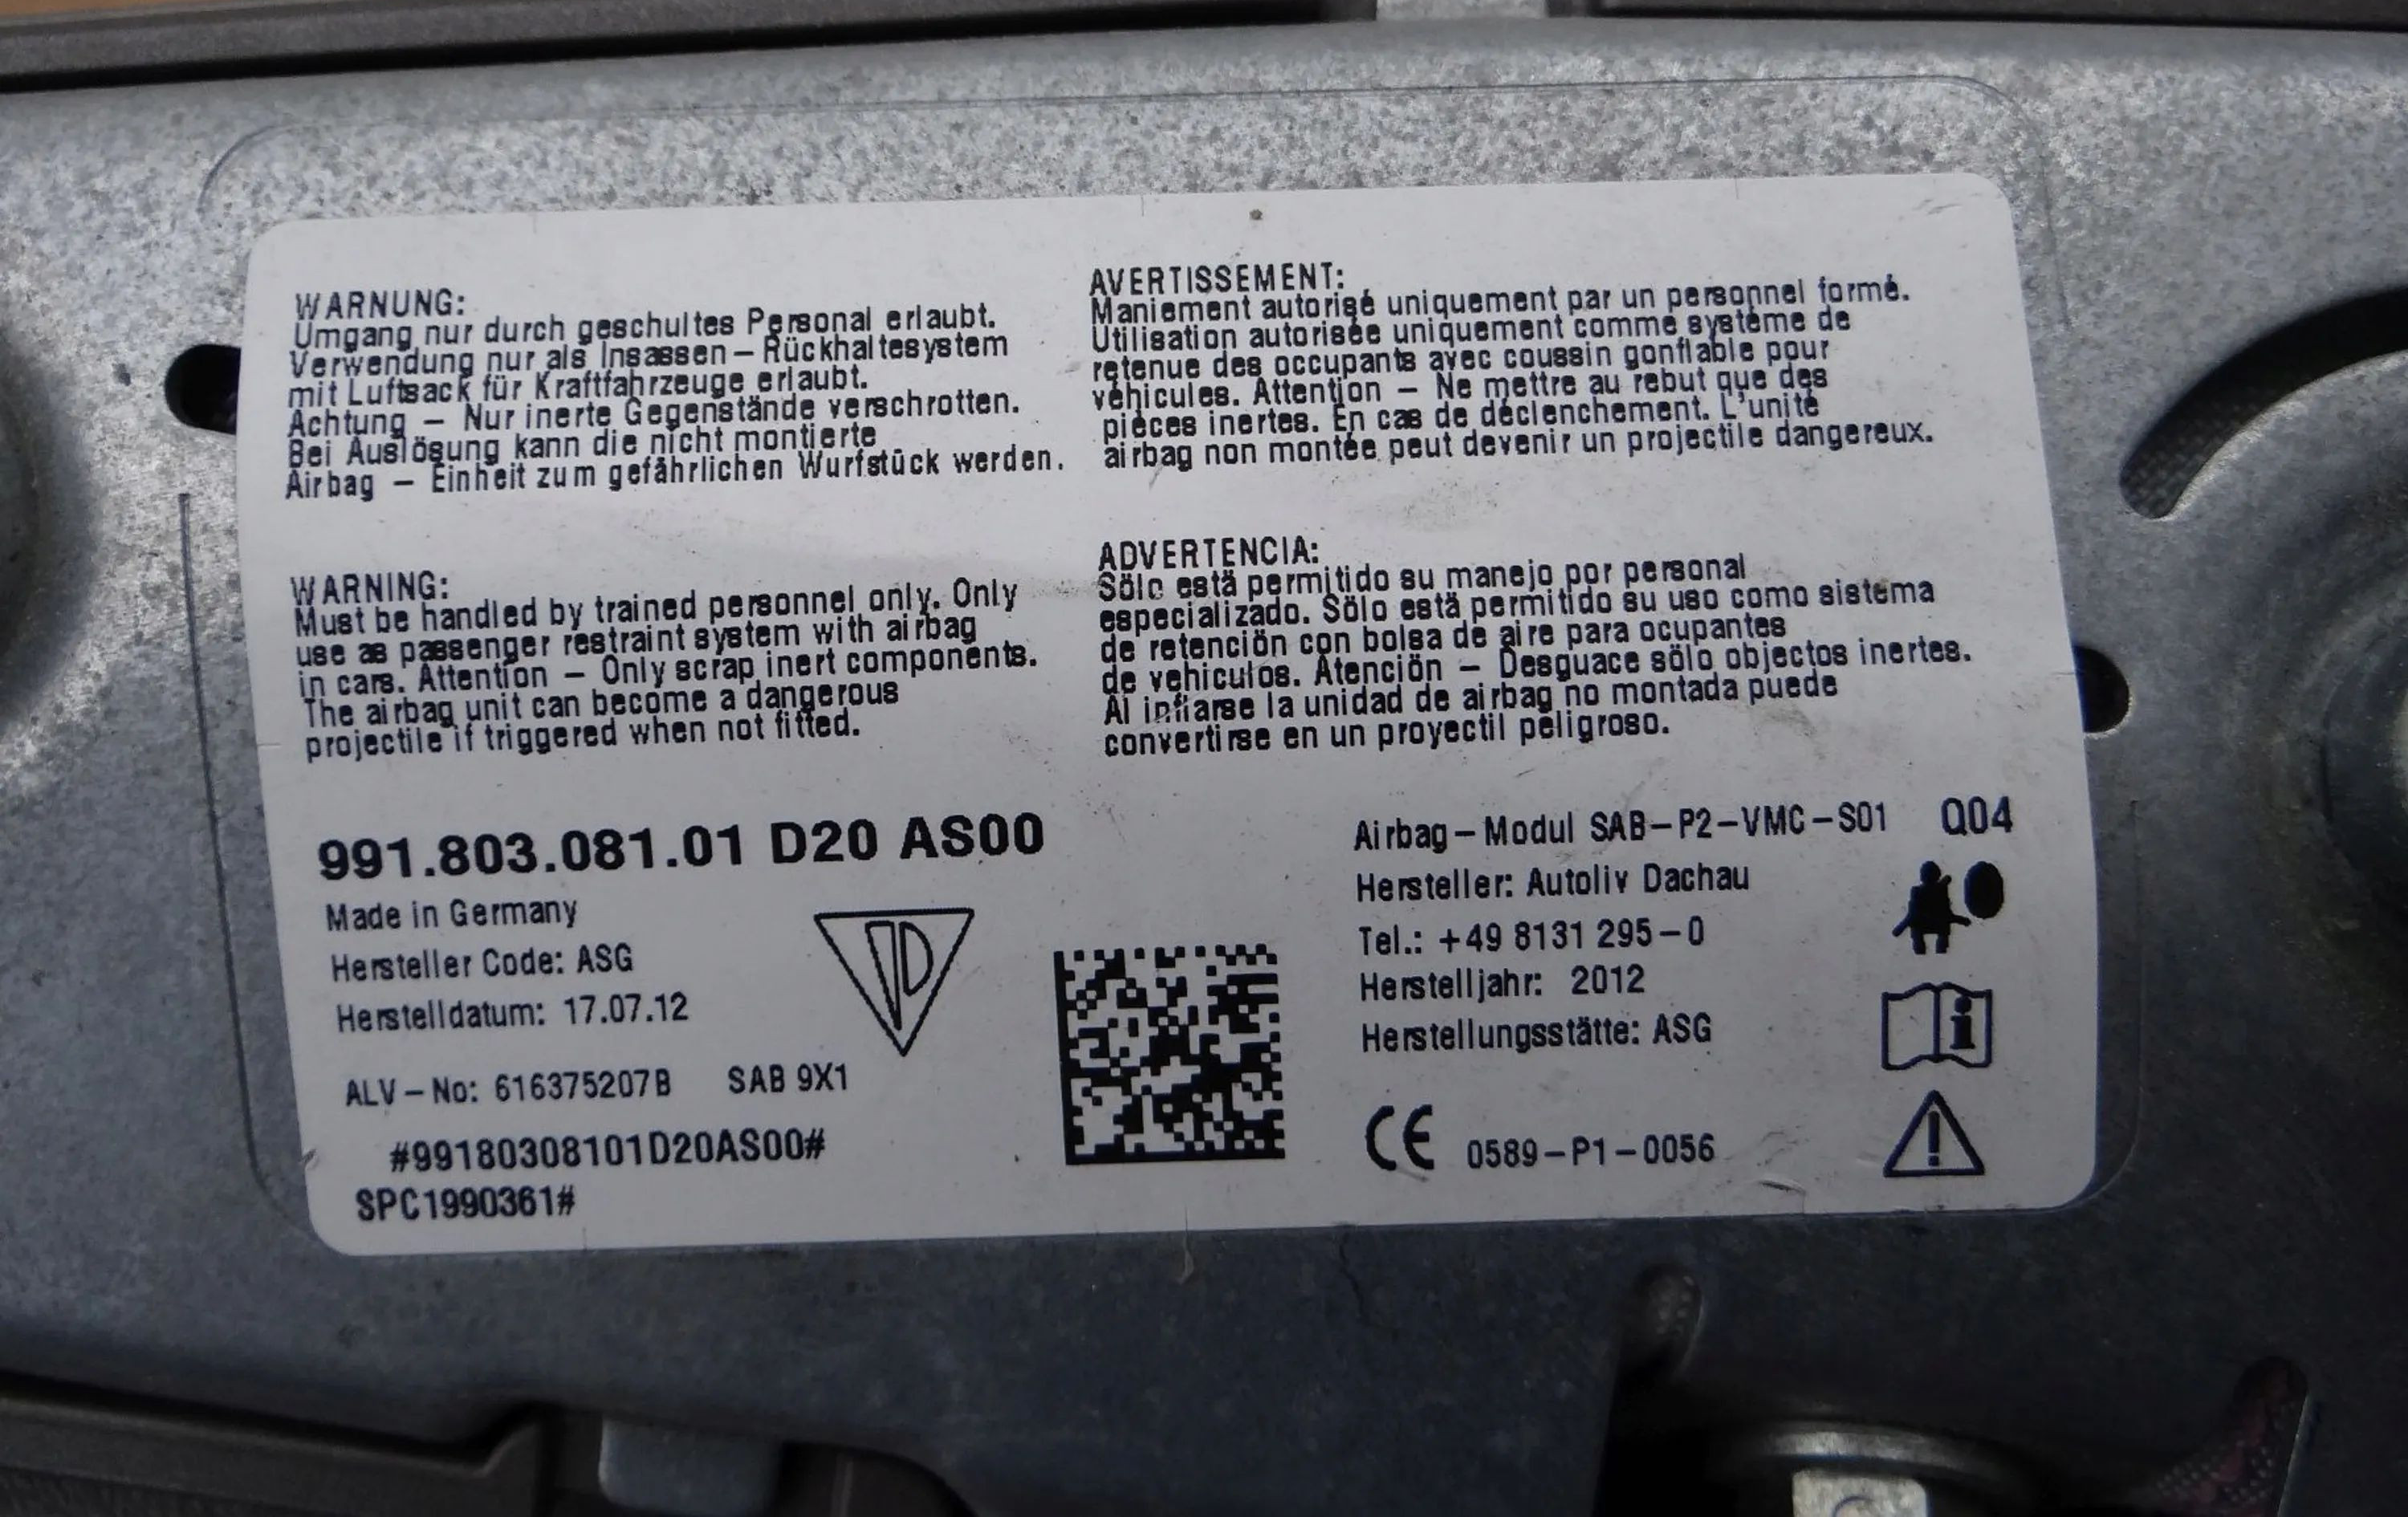 WARNUNG:
Umgang nur durch geschultes Personal erlaubt.
Verwendung nur als Insassen – Rückhaltesystem
mit Luftsack für Kraftfahrzeuge erlaubt.
Achtung – Nur inerte Gegenstände verschrotten.
Bei Auslösung kann die nicht montierte
Airbag – Einheit zum gefährlichen Wurfstück werden.
AVERTISSEMENT:
Maniement autorisé uniquement par un personnel formé.
Utilisation autorisée uniquement comme système de
retenue des occupants avec coussin gonflable pour
véhicules. Attention – Ne mettre au rebut que des
pièces inertes. En cas de déclenchement. L'unité
airbag non montée peut devenir un projectile dangereux.
WARNING:
Must be handled by trained personnel only. Only
use as passenger restraint system with airbag
in cars. Attention – Only scrap inert components.
The airbag unit can become a dangerous
projectile if triggered when not fitted.
ADVERTENCIA:
Sölo estä permitido su manejo por personal
especializado. Sölo estä permitido su uso como sistema
de retenciön con bolsa de aire para ocupantes
de vehiculos. Atenciön – Desguace sölo objectos inertes.
Al inflarse la unidad de airbag no montada puede
convertirse en un proyectil peligroso.
991.803.081.01 D20 AS00
Made in Germany
Hersteller Code: ASG
Herstelldatum: 17.07.12
ALV – No: 616375207B SAB 9X1
#99180308101D20AS00#
SPC1990361#
Airbag – Modul SAB – P2 – VMC – S01 Q04
Hersteller: Autoliv Dachau
Tel.: +49 8131 295 – 0
Herstelljahr: 2012
Herstellungsstätte: ASG
CE 0589 – P1 – 0056